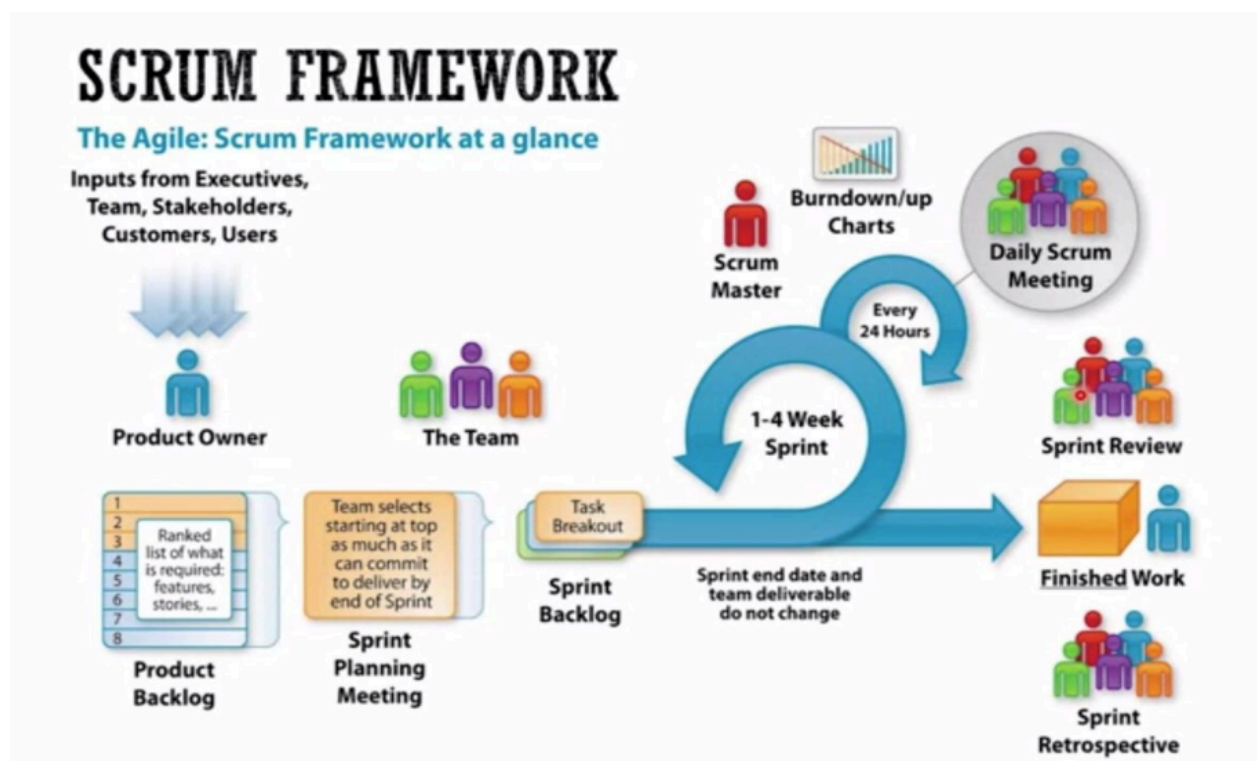 SCRUM FRAMEWORK
The Agile: Scrum Framework at a glance
Inputs from Executives,
Team, Stakeholders,
Customers, Users
Product Owner
The Team
Scrum
Master
Burndown/up
Charts
Daily Scrum
Meeting
Every
24 Hours
1-4 Week
Sprint
Sprint Review
1
2
3
4
5
6
7
8
Ranked
list of what
is required:
features,
stories, ...
Product
Backlog
Team selects
starting at top
as much as it
can commit
to deliver by
end of Sprint
Sprint
Planning
Meeting
Task
Breakout
Sprint
Backlog
Sprint end date and
team deliverable
do not change
Finished Work
Sprint
Retrospective